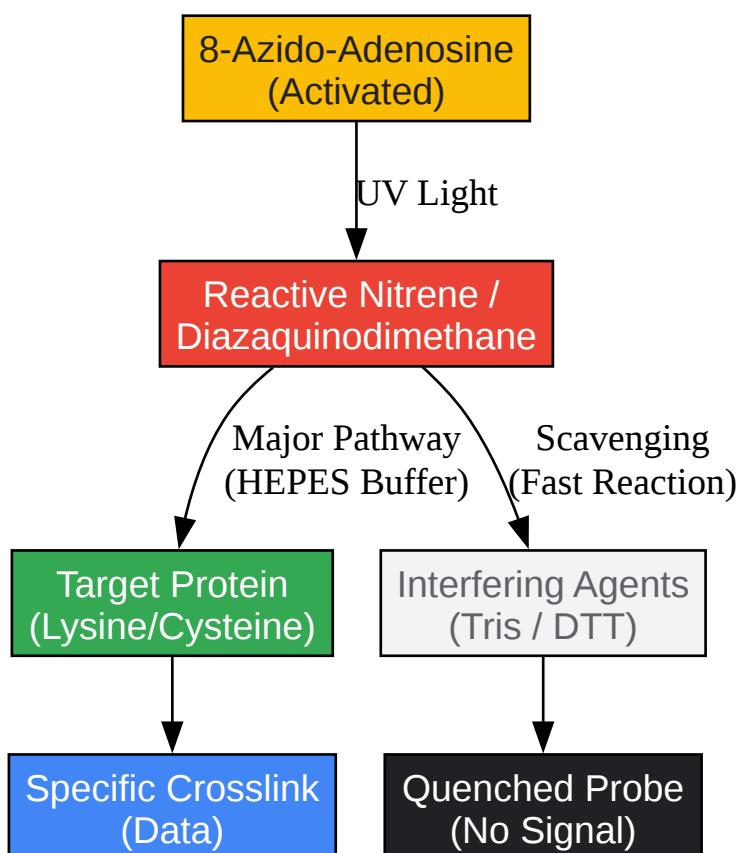 8-Azido-Adenosine
(Activated)
UV Light
Reactive Nitrene /
Diazaquinodimethane
Major Pathway
(HEPES Buffer)
Scavenging
(Fast Reaction)
Target Protein
(Lysine/Cysteine)
Interfering Agents
(Tris / DTT)
Specific Crosslink
(Data)
Quenched Probe
(No Signal)